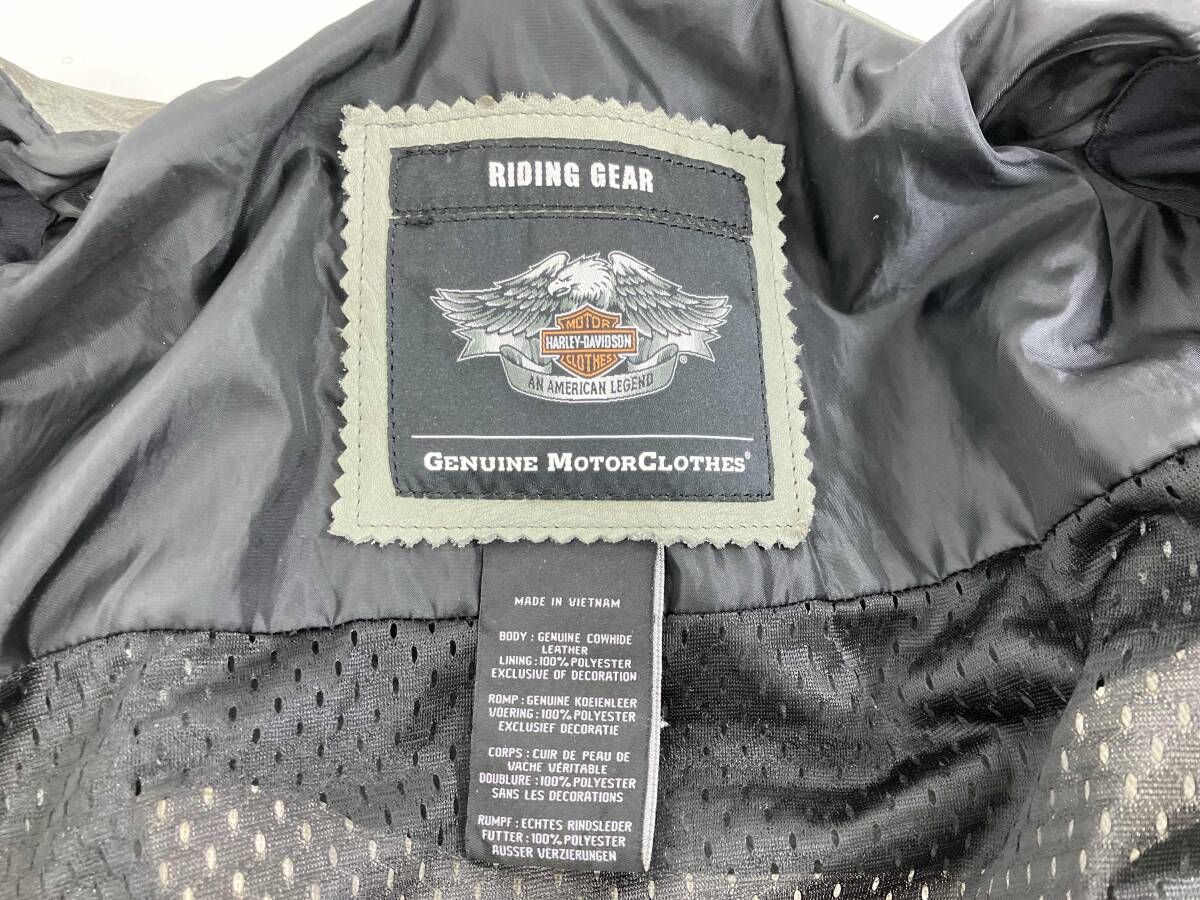 RIDING GEAR
MOTOR
HARLEY-DAVIDSON
CLOTHES
®
AN AMERICAN LEGEND
GENUINE MOTORCLOTHES®
MADE IN VIETNAM
BODY : GENUINE COWHIDE
LEATHER
LINING : 100% POLYESTER
EXCLUSIVE OF DECORATION
ROMP : GENUINE KOEIENLEER
VOERING : 100% POLYESTER
EXCLUSIEF DECORATIE
CORPS : CUIR DE PEAU DE
VACHE VÉRITABLE
DOUBLURE : 100% POLYESTER
SANS LES DECORATIONS
RUMPF : ECHTES RINDSLEDER
FUTTER : 100% POLYESTER
AUSSER VERZIERUNGEN